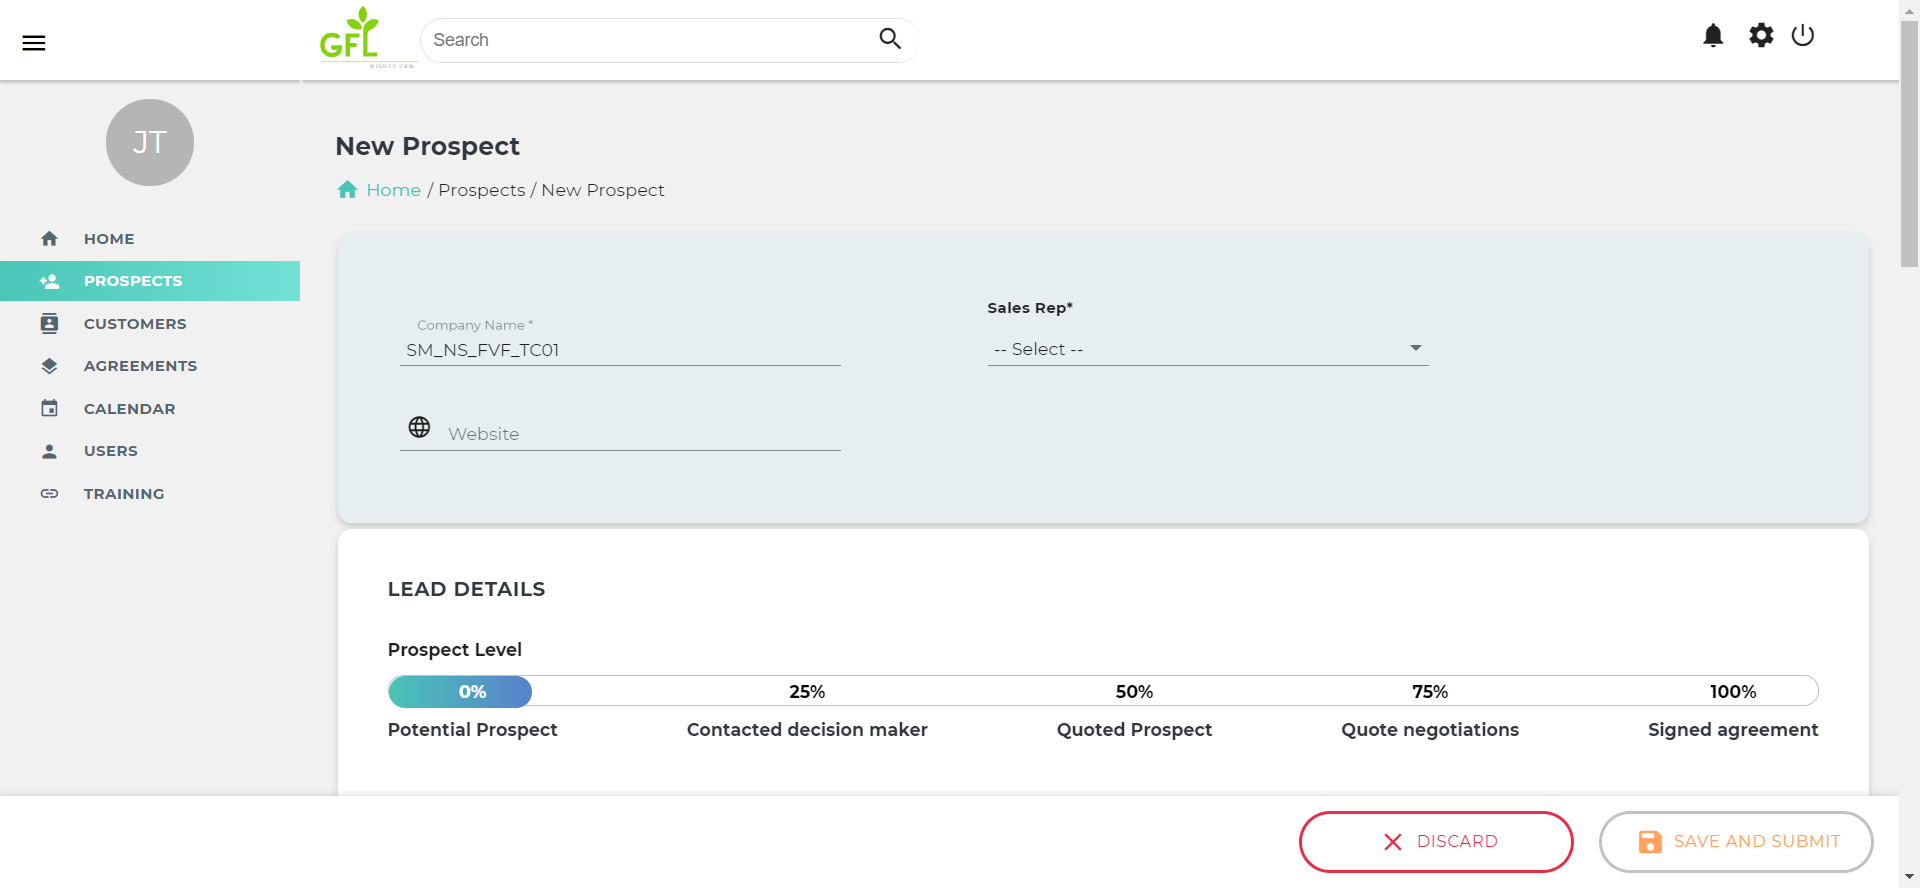 GFL
WISHES CRM
Search
JT
HOME
PROSPECTS
CUSTOMERS
AGREEMENTS
CALENDAR
USERS
TRAINING
New Prospect
Home / Prospects / New Prospect
Company Name *
SM_NS_FVF_TC01
Sales Rep*
-- Select --
Website
LEAD DETAILS
Prospect Level
0% 25% 50% 75% 100%
Potential Prospect Contacted decision maker Quoted Prospect Quote negotiations Signed agreement
DISCARD
SAVE AND SUBMIT